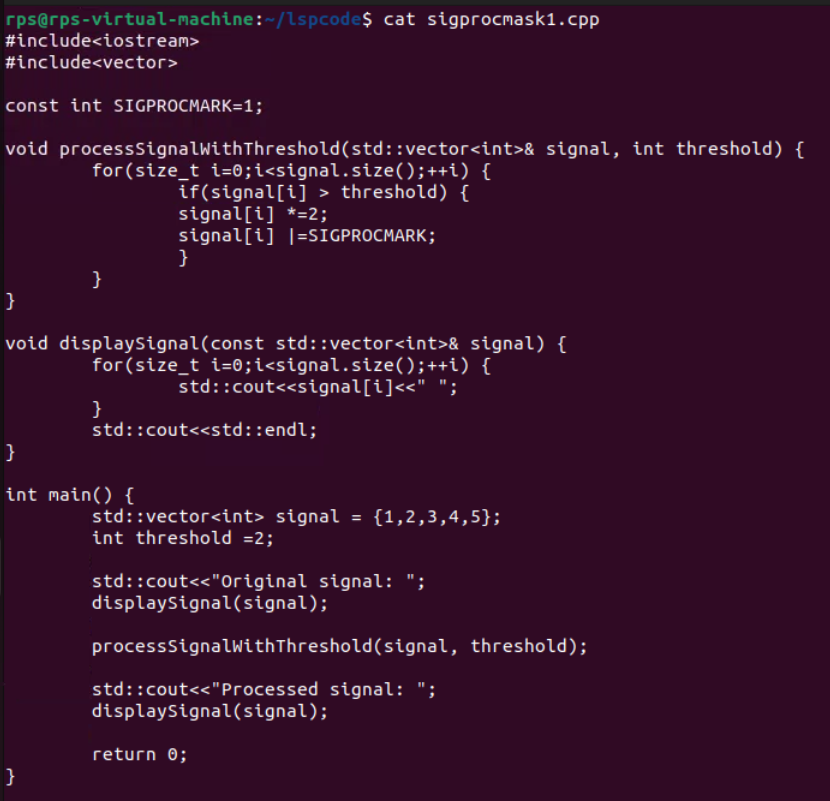 rps@rps-virtual-machine:~/lspcode$ cat sigprocmask1.cpp
#include<iostream>
#include<vector>

const int SIGPROCMARK=1;

void processSignalWithThreshold(std::vector<int>& signal, int threshold) {
        for(size_t i=0;i<signal.size();++i) {
                if(signal[i] > threshold) {
                signal[i] *=2;
                signal[i] |=SIGPROCMARK;
                }
        }
}

void displaySignal(const std::vector<int>& signal) {
        for(size_t i=0;i<signal.size();++i) {
                std::cout<<signal[i]<<" ";
        }
        std::cout<<std::endl;
}

int main() {
        std::vector<int> signal = {1,2,3,4,5};
        int threshold =2;

        std::cout<<"Original signal: ";
        displaySignal(signal);

        processSignalWithThreshold(signal, threshold);

        std::cout<<"Processed signal: ";
        displaySignal(signal);

        return 0;
}